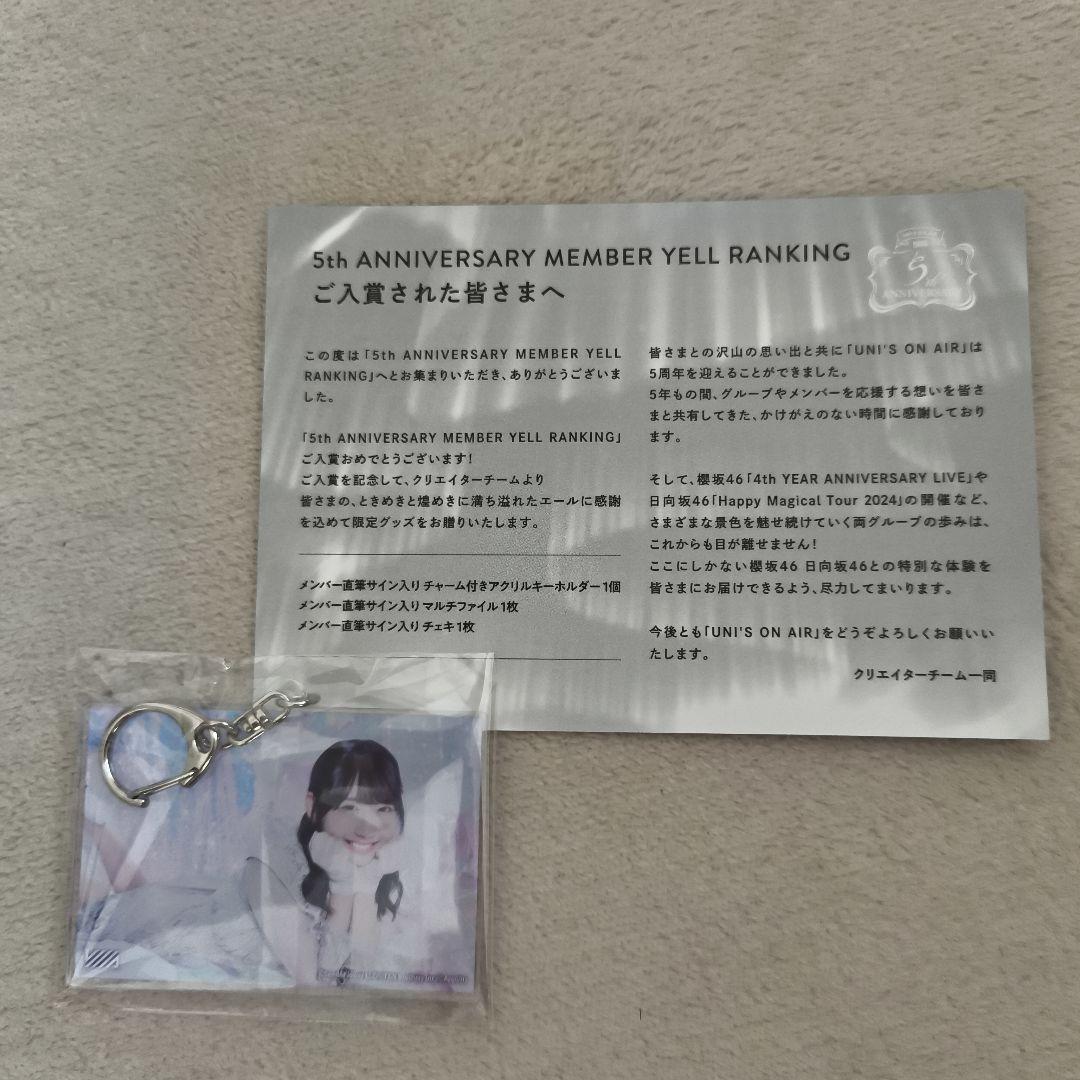 5th ANNIVERSARY MEMBER YELL RANKING
ご入賞された皆さまへ
この度は「5th ANNIVERSARY MEMBER YELL
RANKING」へとお集まりいただき、ありがとうございま
した。
「5th ANNIVERSARY MEMBER YELL RANKING」
ご入賞おめでとうございます!
ご入賞を記念して、クリエイターチームより
皆さまの、ときめきと煌めきに満ち溢れたエールに感謝
を込めて限定グッズをお贈りいたします。
メンバー直筆サイン入り チャーム付きアクリルキーホルダー 1個
メンバー直筆サイン入り マルチファイル 1枚
メンバー直筆サイン入り チェキ 1枚
皆さまとの沢山の思い出と共に「UNI'S ON AIR」は
5周年を迎えることができました。
5年もの間、グループやメンバーを応援する想いを皆さ
まと共有してきた、かけがえのない時間に感謝しており
ます。
そして、櫻坂46「4th YEAR ANNIVERSARY LIVE」や
日向坂46「Happy Magical Tour 2024」の開催など、
さまざまな景色を魅せ続けていく両グループの歩みは、
これからも目が離せません!
ここにしかない櫻坂46 日向坂46との特別な体験を
皆さまにお届けできるよう、尽力してまいります。
今後とも「UNI'S ON AIR」をどうぞよろしくお願いい
たします。
クリエイターチーム一同
5th
ANNIVERSARY